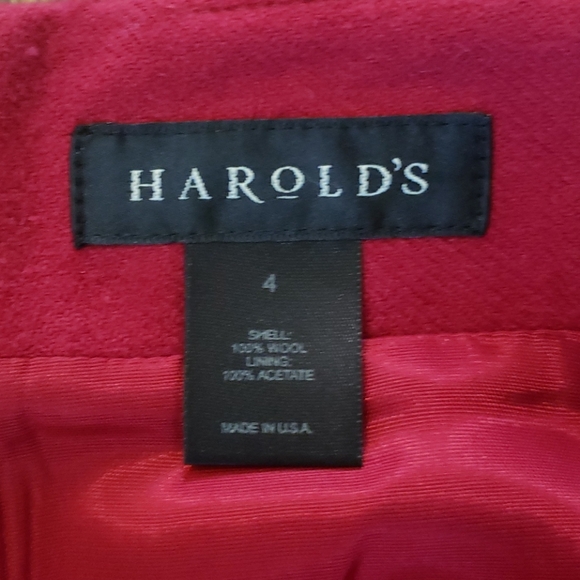 HAROLD'S
4
SHELL:
100% WOOL
LINING:
100% ACETATE
MADE IN U.S.A.